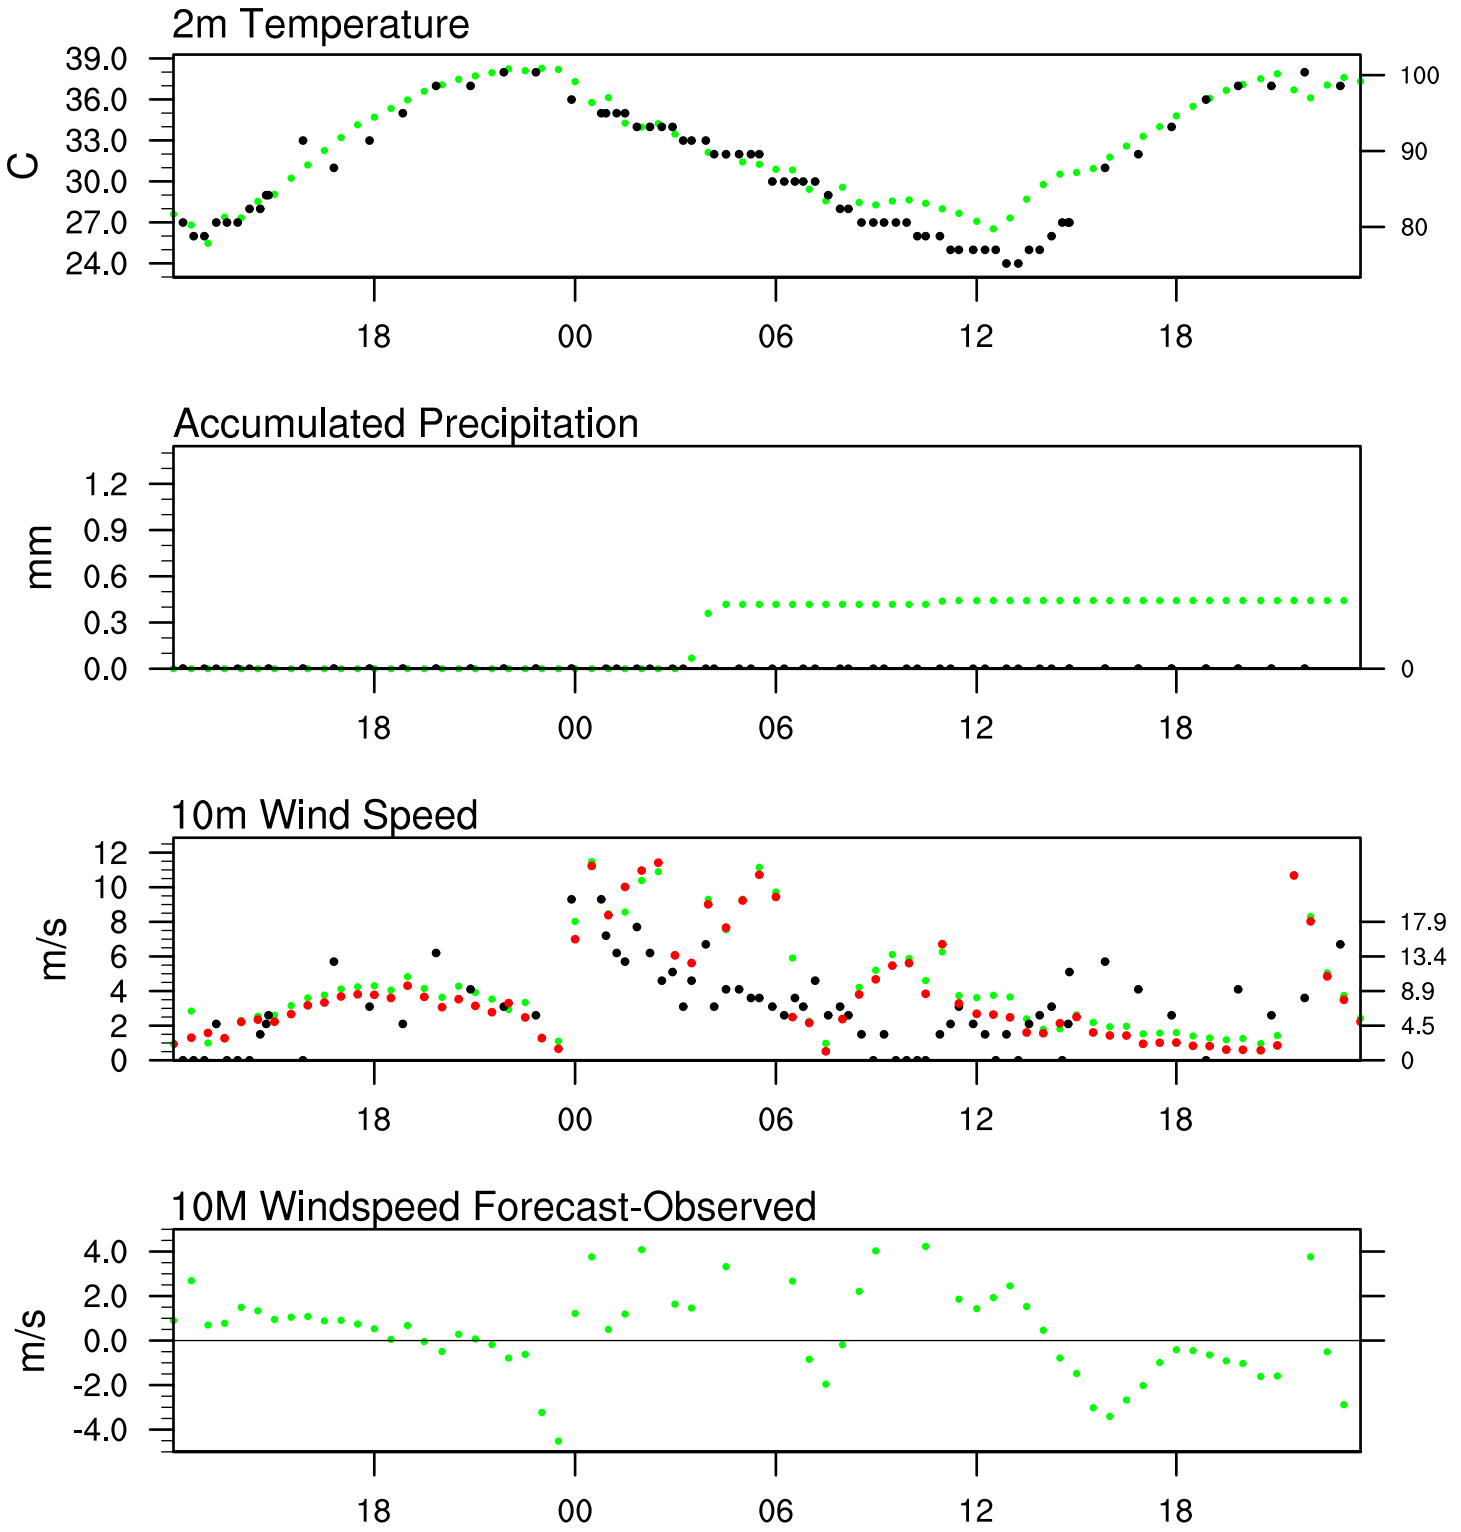 2m Temperature
39.0
36.0
33.0
30.0
27.0
24.0
C
100
90
80
18 00 06 12 18
Accumulated Precipitation
1.2
0.9
0.6
0.3
0.0
mm
0
18 00 06 12 18
10m Wind Speed
12
10
8
6
4
2
0
m/s
17.9
13.4
8.9
4.5
0
18 00 06 12 18
10M Windspeed Forecast-Observed
4.0
2.0
0.0
-2.0
-4.0
m/s
18 00 06 12 18